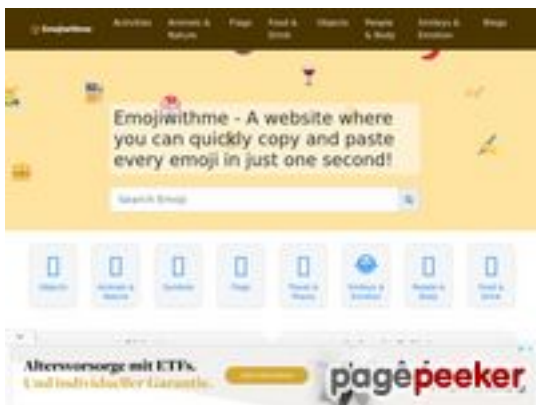 Emojiwithme
Activities
Animals & Nature
Flags
Food & Drink
Objects
People & Body
Smileys & Emotion
Blogs
Emojiwithme - A website where
you can quickly copy and paste
every emoji in just one second!
Search Emoji
Objects
Animals & Nature
Symbols
Flags
Travel & Places
Smileys & Emotion
People & Body
Food & Drink
Altersvorsorge mit ETFs.
Und individueller Garantie.
pagepeeker